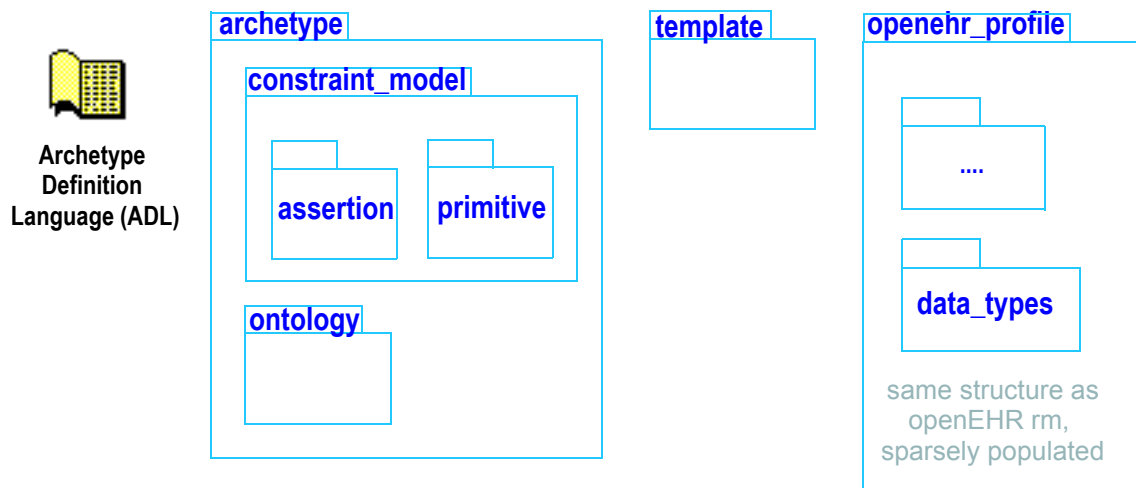 archetype
template
openehr_profile
constraint_model
Archetype
Definition
Language (ADL)
assertion
primitive
....
ontology
data_types
same structure as
openEHR rm,
sparsely populated